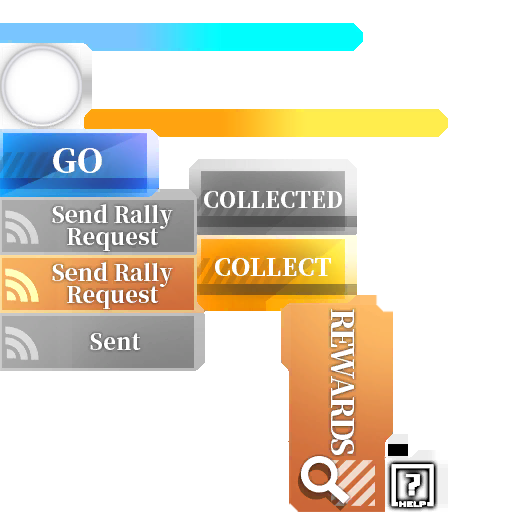 GO
COLLECTED
Send Rally
Request
COLLECT
Send Rally
Request
Sent
REWARDS
?
HELP